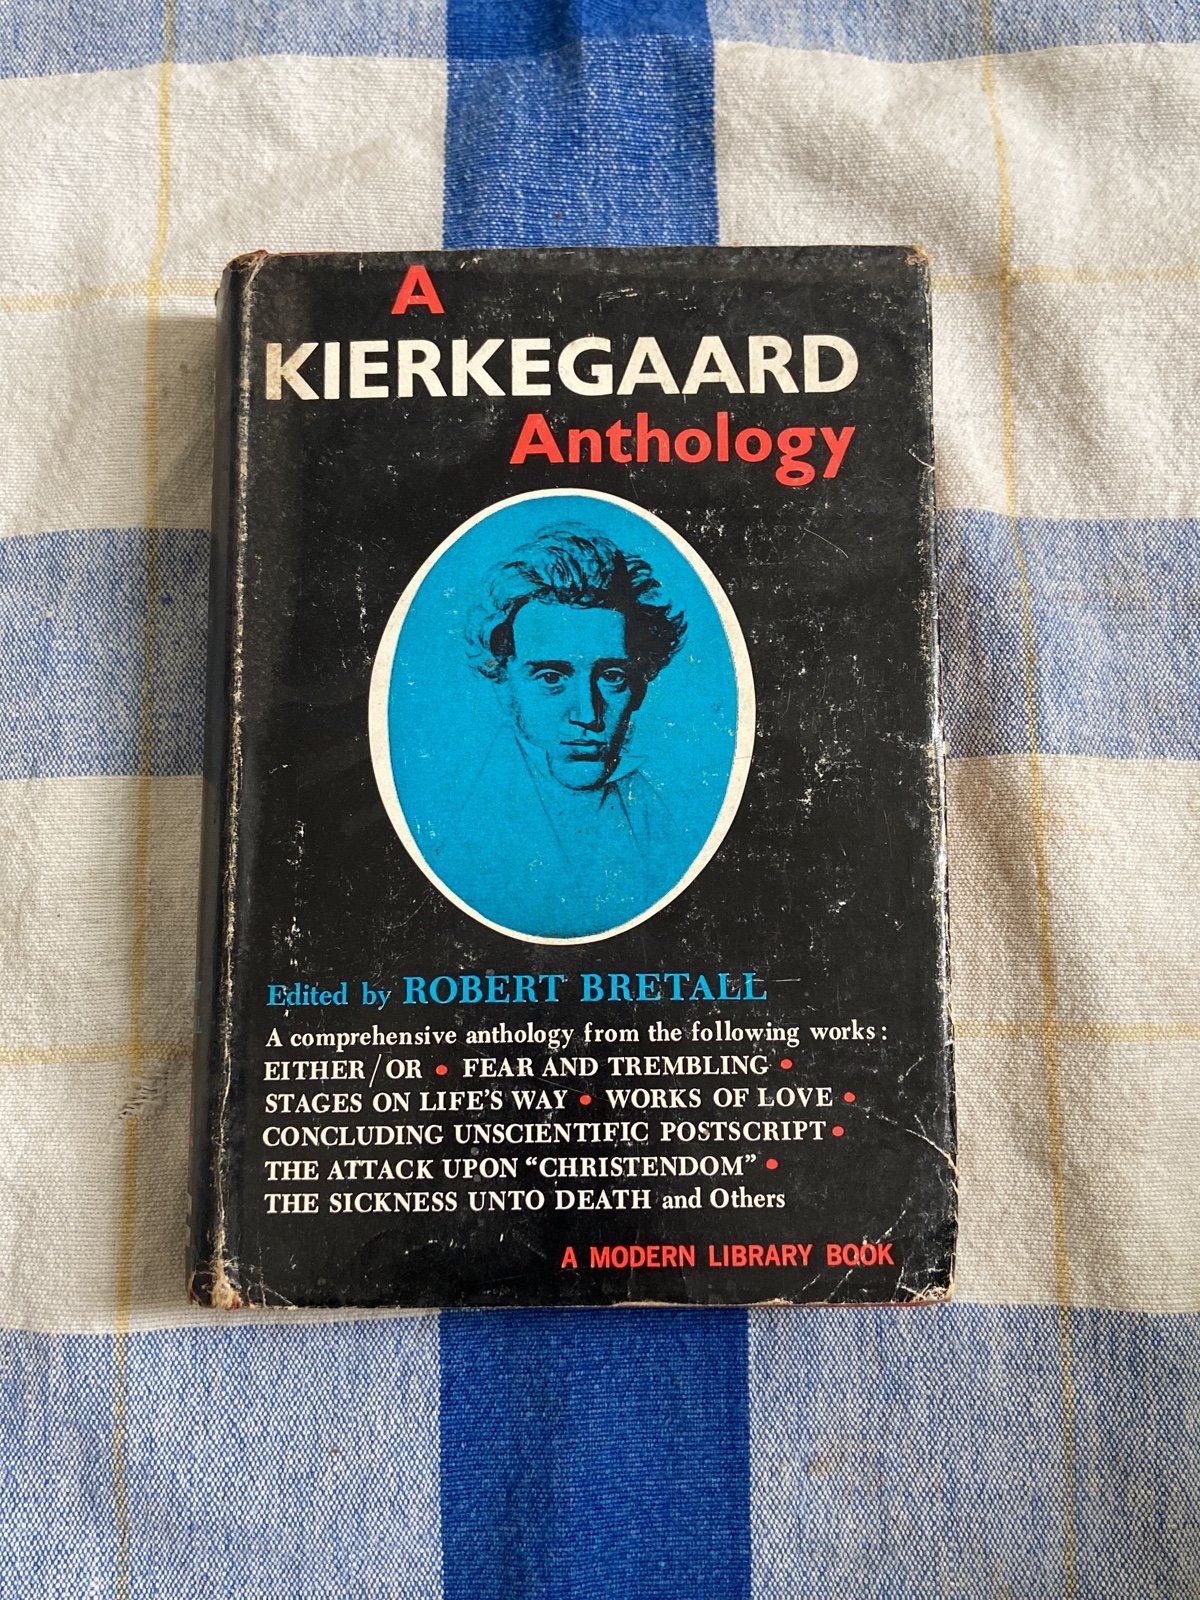 A
KIERKEGAARD
Anthology
Edited by ROBERT BRETALL
A comprehensive anthology from the following works:
EITHER/OR • FEAR AND TREMBLING •
STAGES ON LIFE'S WAY • WORKS OF LOVE •
CONCLUDING UNSCIENTIFIC POSTSCRIPT •
THE ATTACK UPON “CHRISTENDOM” •
THE SICKNESS UNTO DEATH and Others
A MODERN LIBRARY BOOK